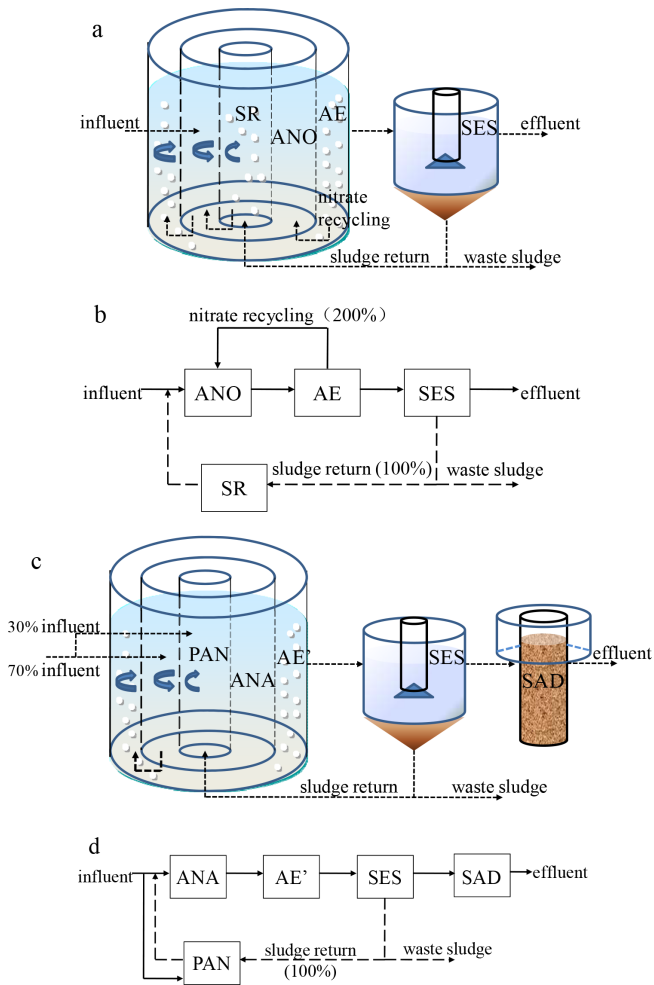 a
influent
SR
ANO
AE
SES
effluent
nitrate
recycling
sludge return
waste sludge
b
nitrate recycling（200%）
influent
ANO
AE
SES
effluent
SR
sludge return (100%)
waste sludge
c
30% influent
70% influent
PAN
ANA
AE’
SES
SAD
effluent
sludge return
waste sludge
d
influent
ANA
AE’
SES
SAD
effluent
PAN
sludge return
(100%)
waste sludge